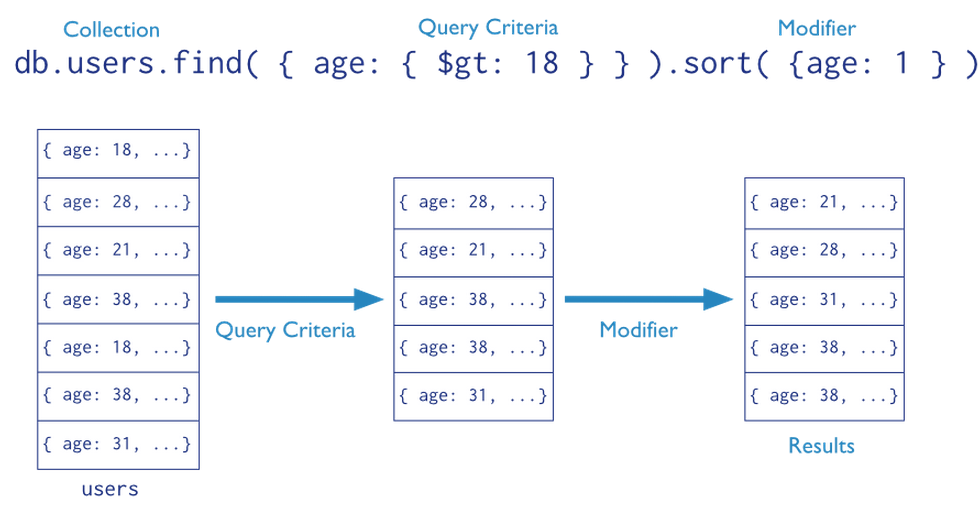 Collection Query Criteria Modifier
db.users.find( { age: { $gt: 18 } } ).sort( {age: 1 } )
{ age: 18, ...}
{ age: 28, ...}
{ age: 21, ...}
{ age: 38, ...}
{ age: 18, ...}
{ age: 38, ...}
{ age: 31, ...}
users
Query Criteria
{ age: 28, ...}
{ age: 21, ...}
{ age: 38, ...}
{ age: 38, ...}
{ age: 31, ...}
Modifier
{ age: 21, ...}
{ age: 28, ...}
{ age: 31, ...}
{ age: 38, ...}
{ age: 38, ...}
Results